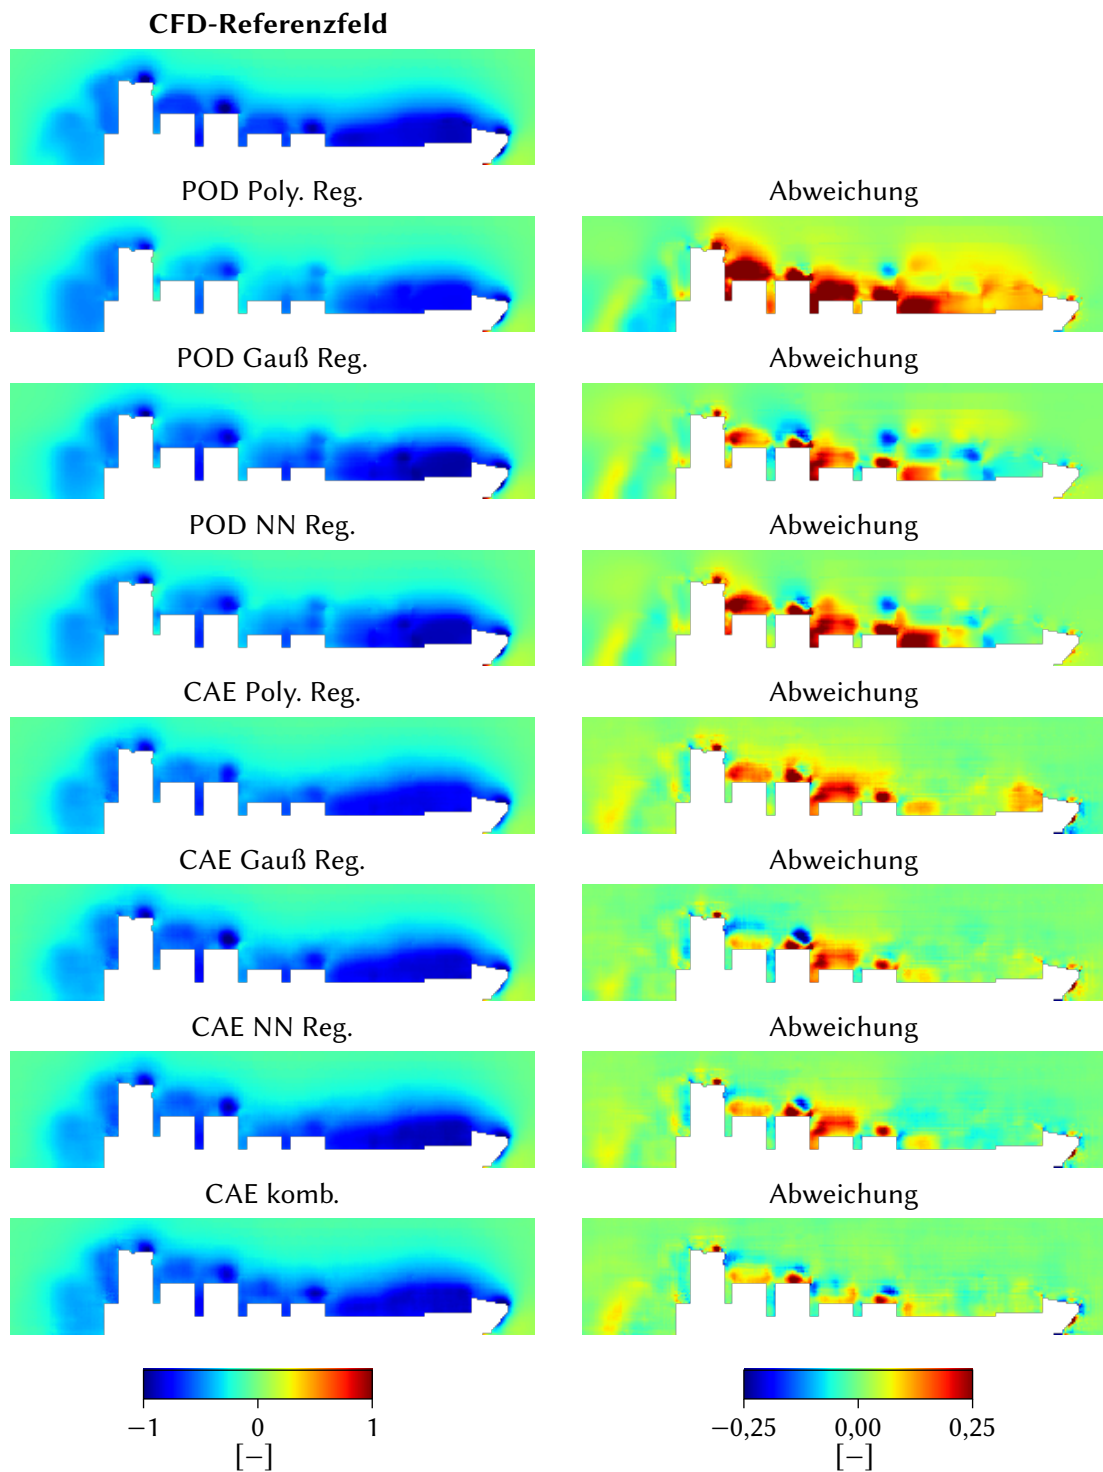 CFD-Referenzfeld
POD Poly. Reg. Abweichung
POD Gauß Reg. Abweichung
POD NN Reg. Abweichung
CAE Poly. Reg. Abweichung
CAE Gauß Reg. Abweichung
CAE NN Reg. Abweichung
CAE komb. Abweichung
−1 0 1
[−]
−0,25 0,00 0,25
[−]